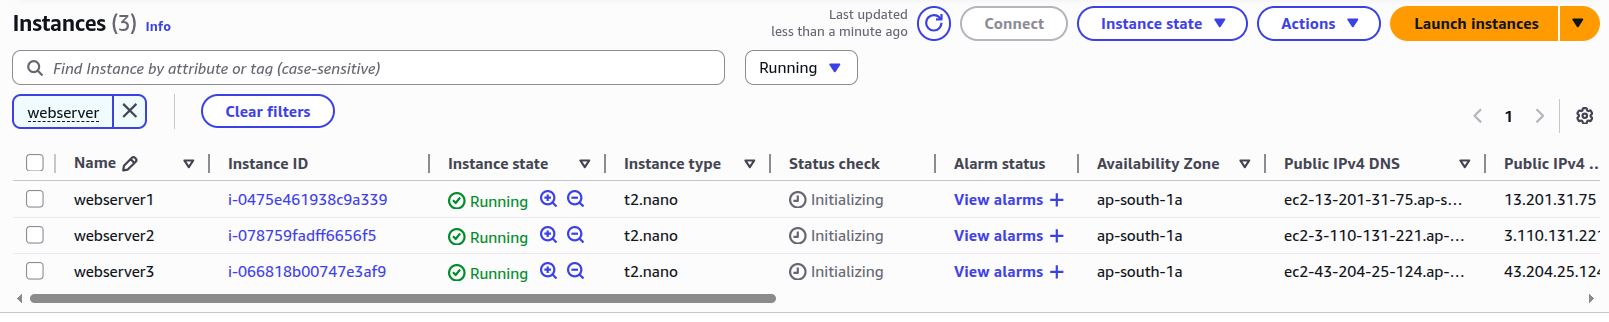 Instances (3) Info
Last updated
less than a minute ago
Connect
Instance state
Actions
Launch instances
Find Instance by attribute or tag (case-sensitive)
Running
webserver
Clear filters
1
Name Instance ID Instance state Instance type Status check Alarm status Availability Zone Public IPv4 DNS Public IPv4 ..
webserver1 i-0475e461938c9a339 Running t2.nano Initializing View alarms + ap-south-1a ec2-13-201-31-75.ap-s... 13.201.31.75
webserver2 i-078759fadff6656f5 Running t2.nano Initializing View alarms + ap-south-1a ec2-3-110-131-221.ap-... 3.110.131.221
webserver3 i-066818b00747e3af9 Running t2.nano Initializing View alarms + ap-south-1a ec2-43-204-25-124.ap-... 43.204.25.124